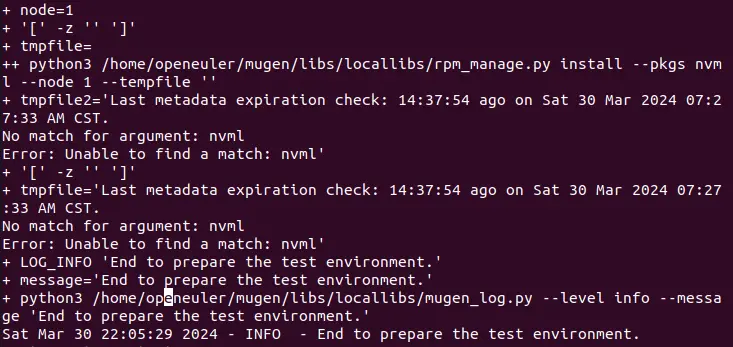 + node=1
+ '[' -z '' ']'
+ tmpfile=
++ python3 /home/openeuler/mugen/libs/locallibs/rpm_manage.py install --pkgs nvm
l --node 1 --tempfile ''
+ tmpfile2='Last metadata expiration check: 14:37:54 ago on Sat 30 Mar 2024 07:2
7:33 AM CST.
No match for argument: nvml
Error: Unable to find a match: nvml'
+ '[' -z '' ']'
+ tmpfile='Last metadata expiration check: 14:37:54 ago on Sat 30 Mar 2024 07:27
:33 AM CST.
No match for argument: nvml
Error: Unable to find a match: nvml'
+ LOG_INFO 'End to prepare the test environment.'
+ message='End to prepare the test environment.'
+ python3 /home/openeuler/mugen/libs/locallibs/mugen_log.py --level info --messa
ge 'End to prepare the test environment.'
Sat Mar 30 22:05:29 2024 - INFO  - End to prepare the test environment.